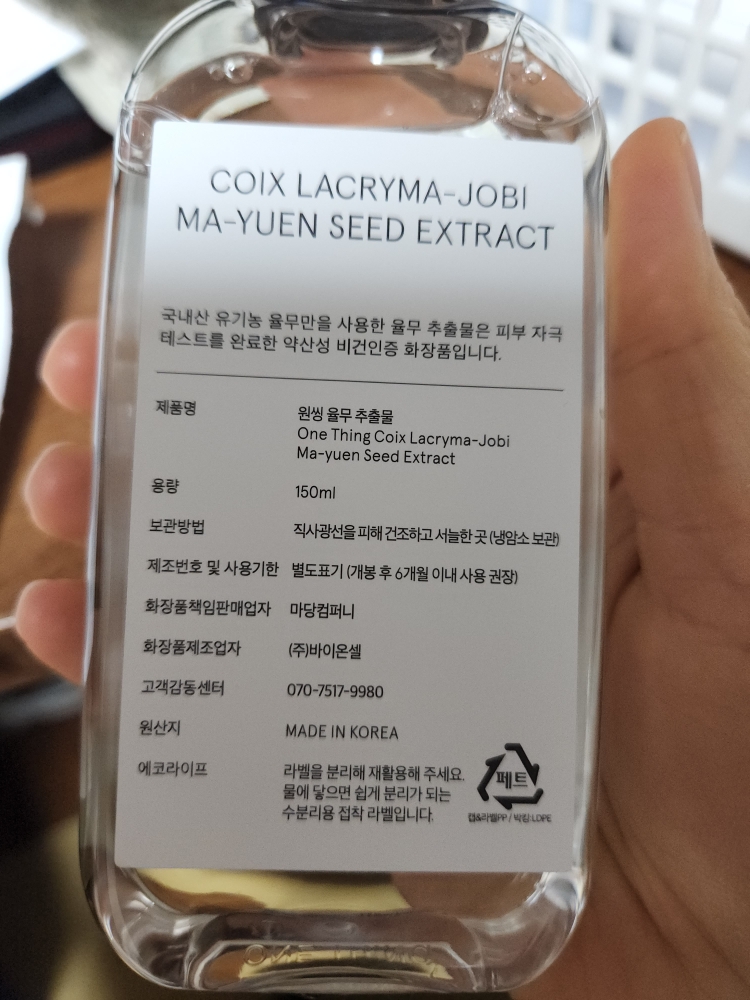 COIX LACRYMA-JOBI
MA-YUEN SEED EXTRACT
국내산 유기농 율무만을 사용한 율무 추출물은 피부 자극
테스트를 완료한 약산성 비건인증 화장품입니다.
제품명 원씽 율무 추출물
One Thing Coix Lacryma-Jobi
Ma-yuen Seed Extract
용량 150ml
보관방법 직사광선을 피해 건조하고 서늘한 곳 (냉암소 보관)
제조번호 및 사용기한 별도표기 (개봉 후 6개월 이내 사용 권장)
화장품책임판매업자 마당컴퍼니
화장품제조업자 (주)바이온셀
고객감동센터 070-7517-9980
원산지 MADE IN KOREA
에코라이프 라벨을 분리해 재활용해 주세요.
물에 닿으면 쉽게 분리가 되는
수분리용 접착 라벨입니다.
페트
캡&라벨:PP / 박킹:LDPE
ONE THING